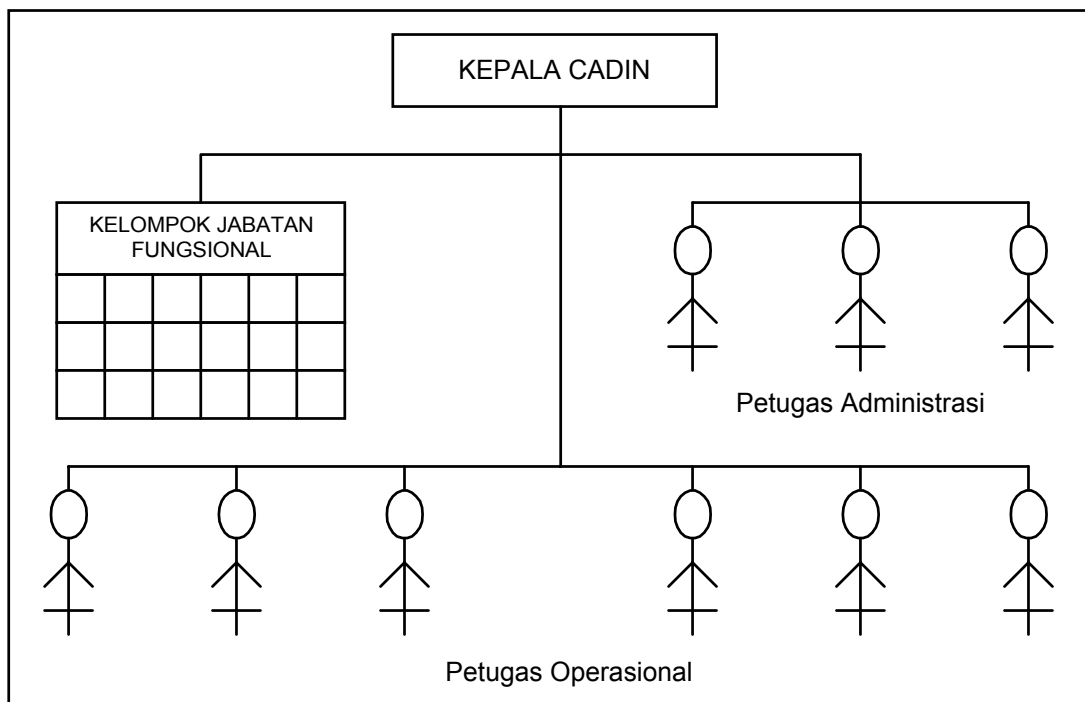 KEPALA CADIN
KELOMPOK JABATAN
FUNGSIONAL
Petugas Administrasi
Petugas Operasional